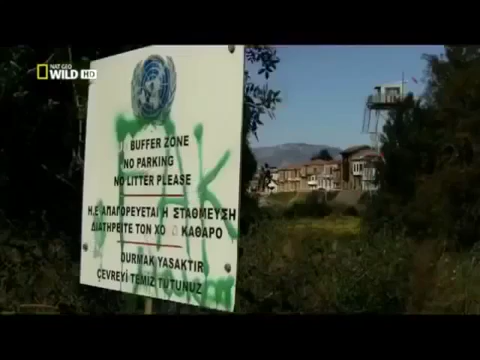 NAT GEO
WILD HD
BUFFER ZONE
NO PARKING
NO LITTER PLEASE
Η.Ε ΑΠΑΓΟΡΕΥΕΤΑΙ Η ΣΤΑΘΜΕΥΣΗ
ΔΙΑΤΗΡΕΙΤΕ ΤΟΝ ΧΟ ΚΑΘΑΡΟ
DURMAK YASAKTIR
ÇEVREYİ TEMİZ TUTUNUZ